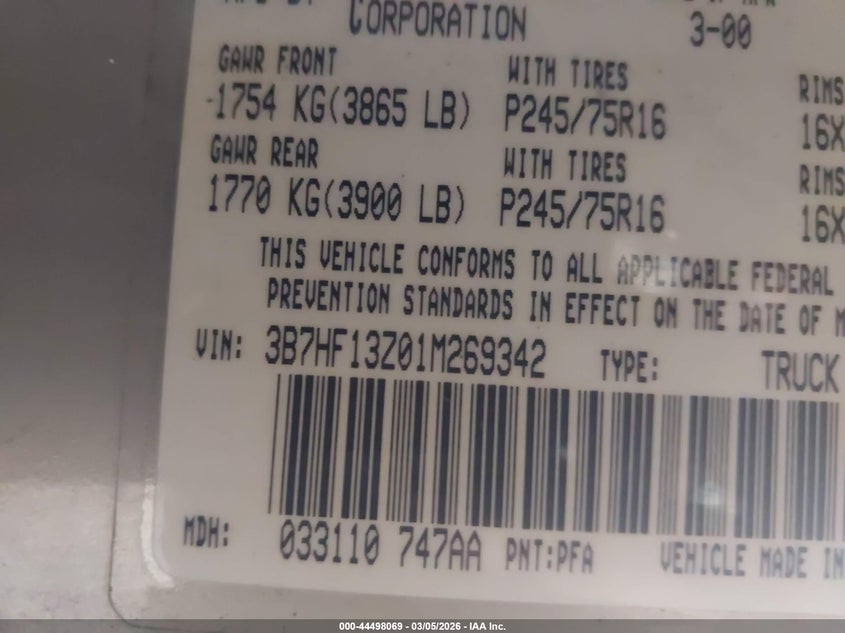 CORPORATION 3-00
GAWR FRONT WITH TIRES RIMS
1754 KG(3865 LB) P245/75R16 16X
GAWR REAR WITH TIRES RIMS
1770 KG(3900 LB) P245/75R16 16X
THIS VEHICLE CONFORMS TO ALL APPLICABLE FEDERAL
PREVENTION STANDARDS IN EFFECT ON THE DATE OF M
VIN: 3B7HF13Z01M269342 TYPE: TRUCK
MDH: 033110 747AA PNT:PFA VEHICLE MADE IN
000-44498069 — 03/05/2026 — IAA Inc.